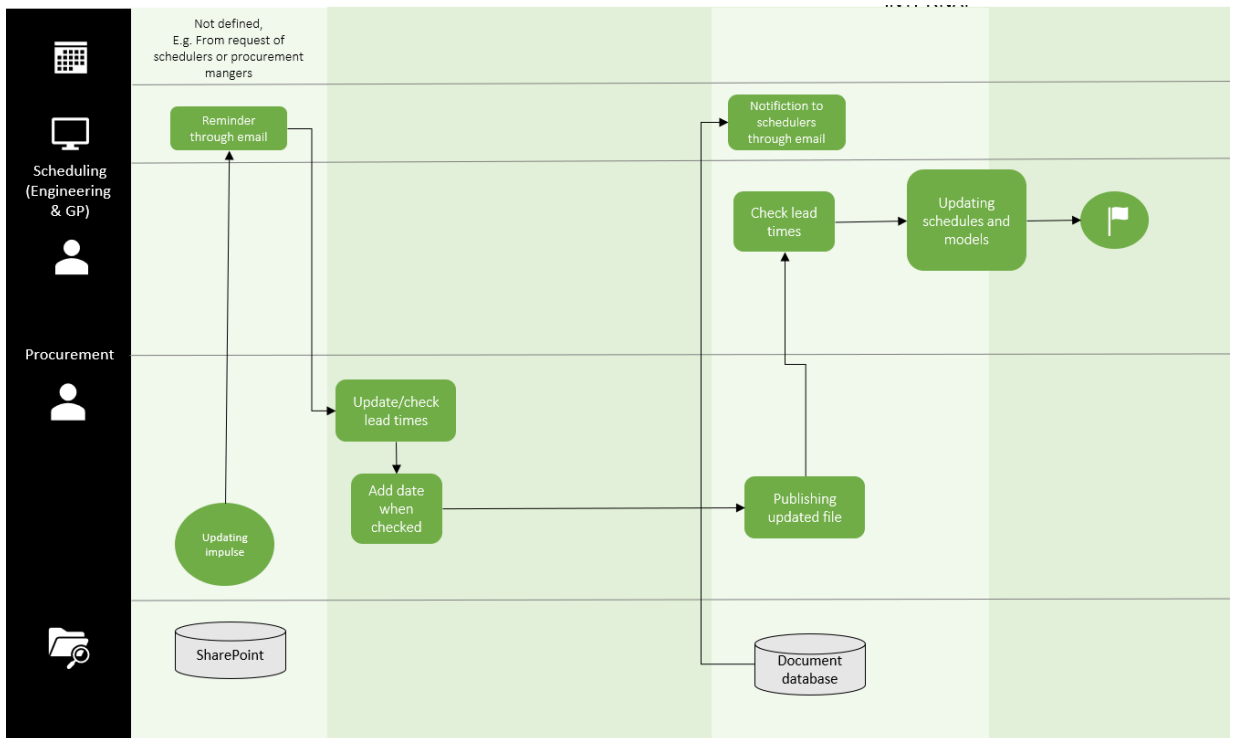 Not defined,
E.g. From request of
schedulers or procurement
mangers
Reminder
through email
Notifiction to
schedulers
through email
Scheduling
(Engineering
& GP)
Check lead
times
Updating
schedules and
models
Procurement
Update/check
lead times
Add date
when
checked
Publishing
updated file
Updating
impulse
SharePoint
Document
database